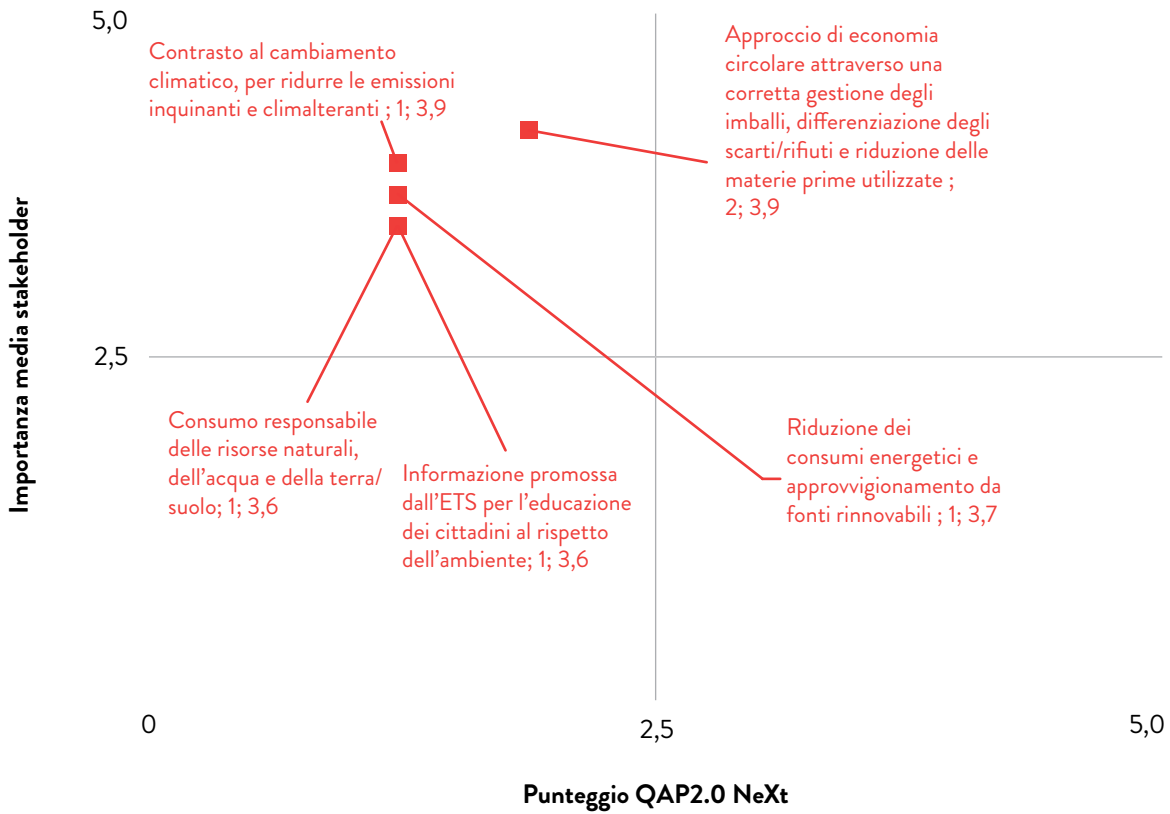 5,0
Contrasto al cambiamento
climatico, per ridurre le emissioni
inquinanti e climalteranti ; 1; 3,9
Approccio di economia
circolare attraverso una
corretta gestione degli
imballi, differenziazione degli
scarti/rifiuti e riduzione delle
materie prime utilizzate ;
2; 3,9
Importanza media stakeholder
2,5
Consumo responsabile
delle risorse naturali,
dell'acqua e della terra/
suolo; 1; 3,6
Informazione promossa
dall'ETS per l'educazione
dei cittadini al rispetto
dell'ambiente; 1; 3,6
Riduzione dei
consumi energetici e
approvvigionamento da
fonti rinnovabili ; 1; 3,7
0
2,5
5,0
Punteggio QAP2.0 NeXt